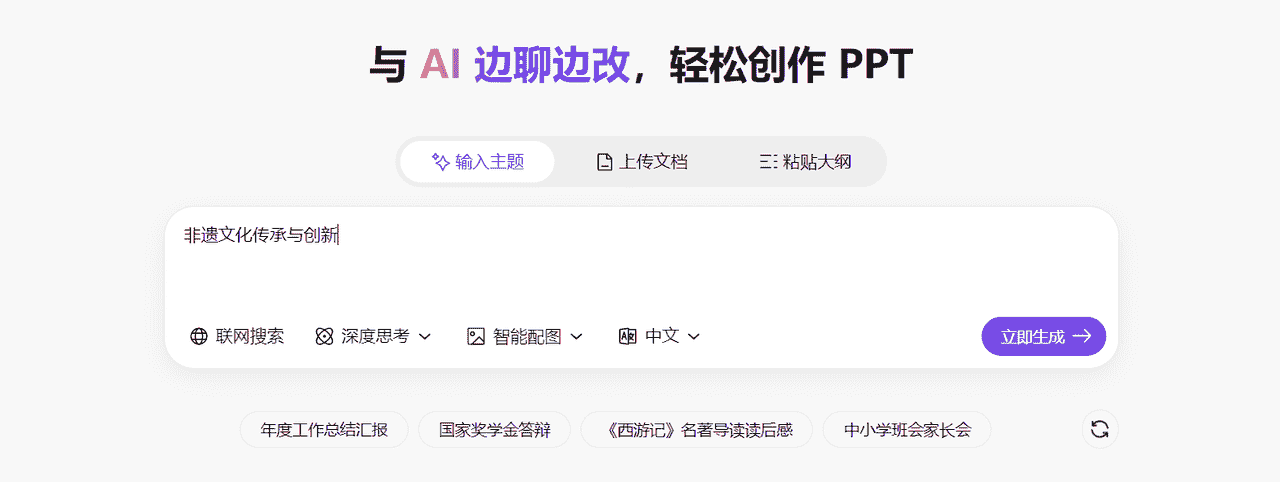 与 AI 边聊边改，轻松创作 PPT
输入主题 上传文档 粘贴大纲
非遗文化传承与创新
联网搜索 深度思考 智能配图 中文 立即生成
年度工作总结汇报 国家奖学金答辩 《西游记》名著导读读后感 中小学班会家长会